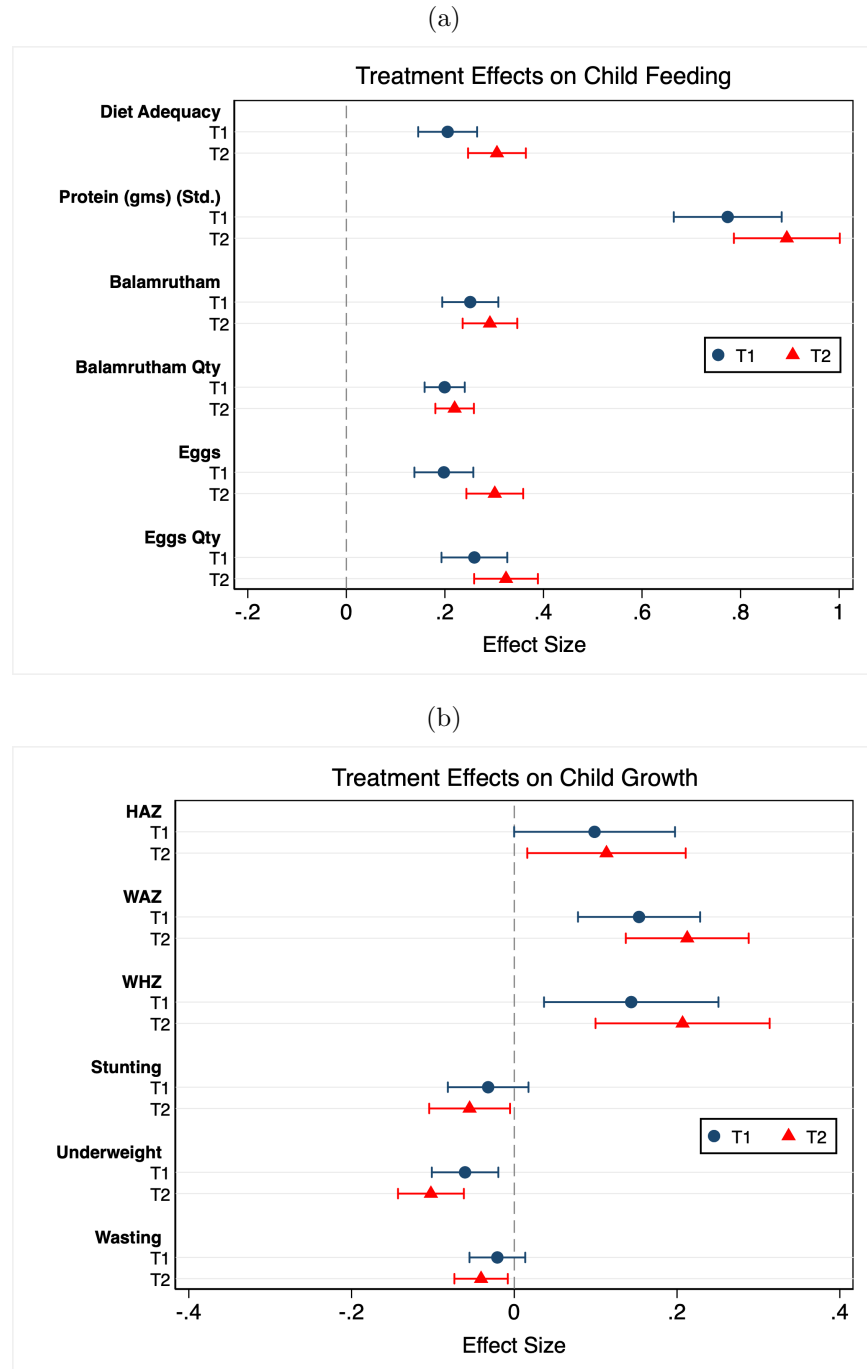 (a)
Treatment Effects on Child Feeding
Diet Adequacy
T1
T2
Protein (gms) (Std.)
T1
T2
Balamrutham
T1
T2
T1 T2
Balamrutham Qty
T1
T2
Eggs
T1
T2
Eggs Qty
T1
T2
-.2 0 .2 .4 .6 .8 1
Effect Size
(b)
Treatment Effects on Child Growth
HAZ
T1
T2
WAZ
T1
T2
WHZ
T1
T2
Stunting
T1
T2
T1 T2
Underweight
T1
T2
Wasting
T1
T2
-.4 -.2 0 .2 .4
Effect Size